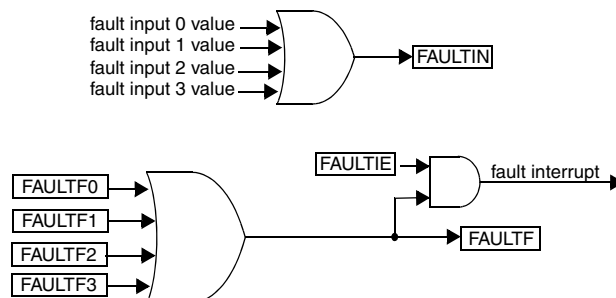 fault input 0 value
fault input 1 value
fault input 2 value
fault input 3 value
FAULTIN
FAULTIE
fault interrupt
FAULTF0
FAULTF1
FAULTF2
FAULTF3
FAULTF